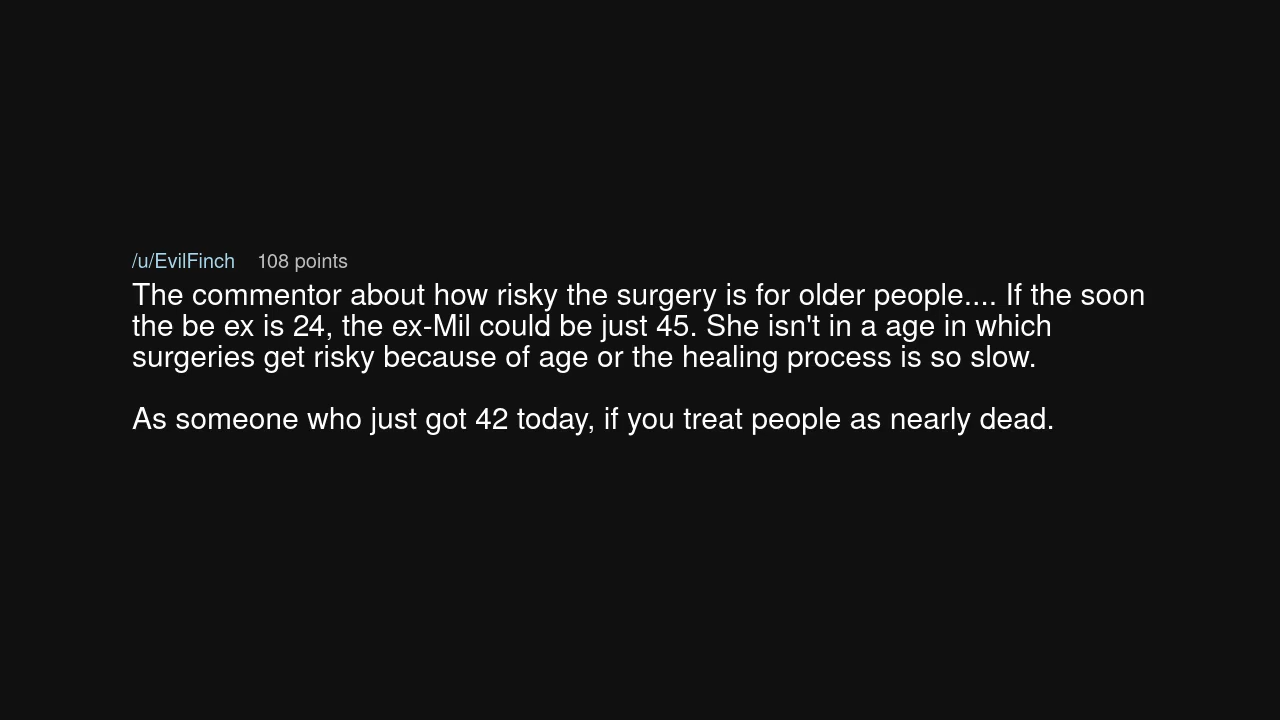 /u/EvilFinch 108 points
The commentor about how risky the surgery is for older people.... If the soon
the be ex is 24, the ex-Mil could be just 45. She isn't in a age in which
surgeries get risky because of age or the healing process is so slow.
As someone who just got 42 today, if you treat people as nearly dead.